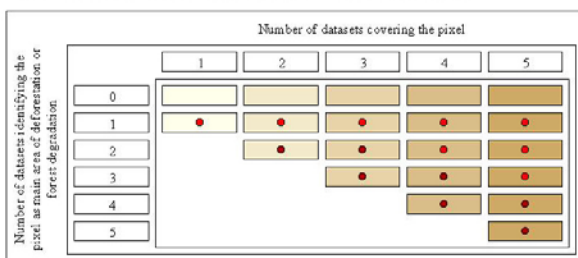 Number of datasets covering the pixel
1 2 3 4 5
Number of datasets identifying the
pixel as main area of deforestation or
forest degradation
0
1
2
3
4
5